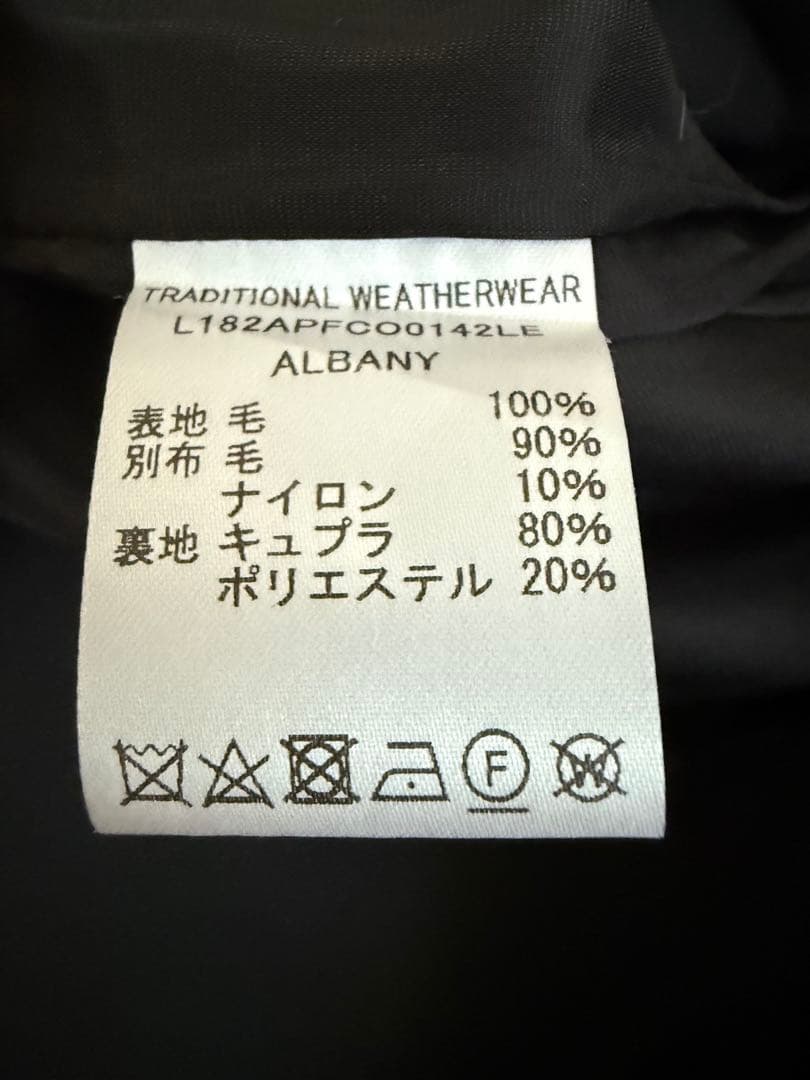 TRADITIONAL WEATHERWEAR
L182APFCO0142LE
ALBANY
表地 毛 100%
別布 毛 90%
ナイロン 10%
裏地 キュプラ 80%
ポリエステル 20%
F W